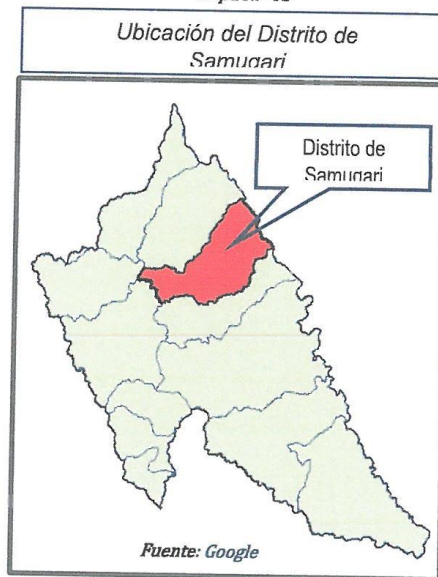 Ubicación del Distrito de
Samugari
Distrito de
Samugari
Fuente: Google